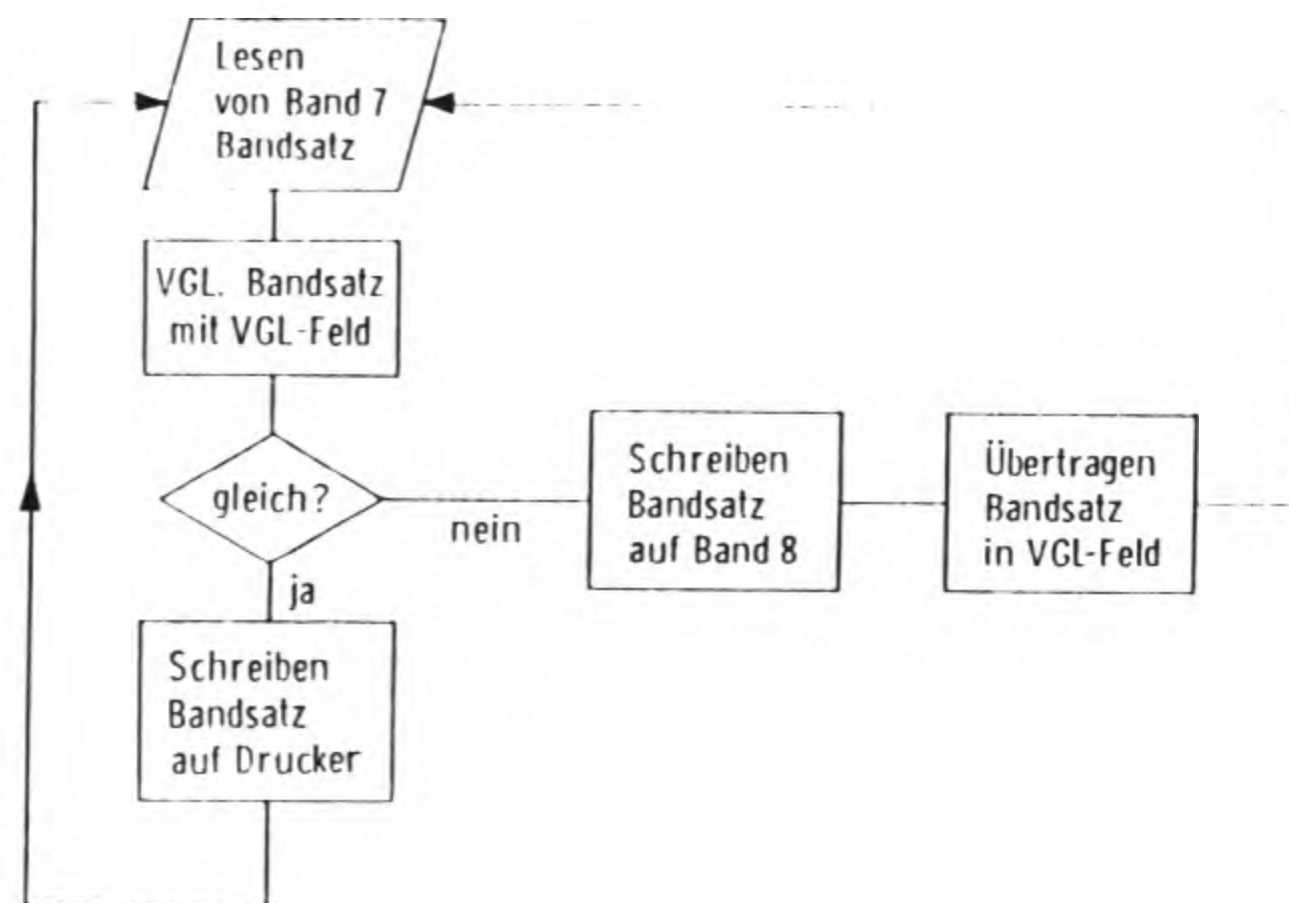 Lesen
von Band 7
Bandsatz
VGL. Bandsatz
mit VGL-Feld
gleich?
nein
ja
Schreiben
Bandsatz
auf Band 8
Übertragen
Bandsatz
in VGL-Feld
Schreiben
Bandsatz
auf Drucker